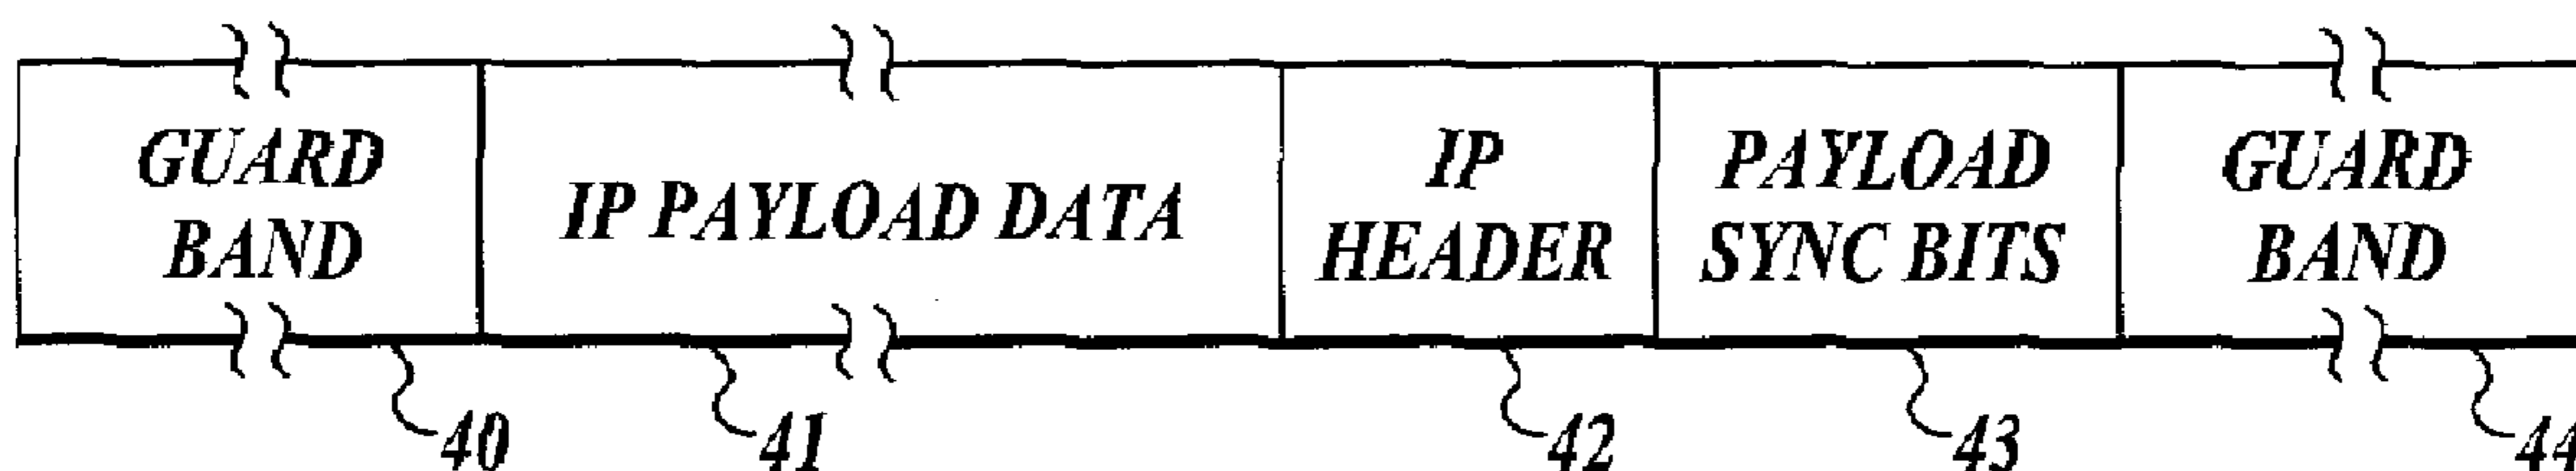 GUARD
BAND
IP PAYLOAD DATA
IP
HEADER
PAYLOAD
SYNC BITS
GUARD
BAND
40
41
42
43
44